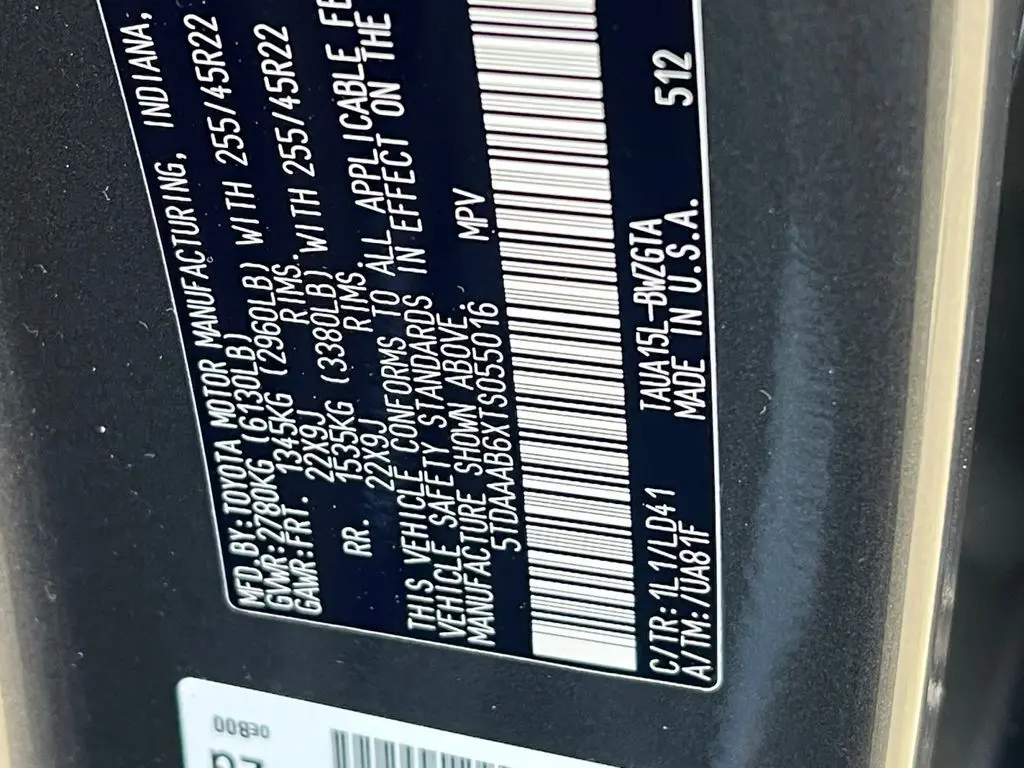 MFD.BY:TOYOTA MOTOR MANUFACTURING, INDIANA,
GVWR:2780KG (6130LB)
GAWR:FRT. 1345KG (2960LB) WITH 255/45R22
22X9J RIMS.
RR. 1535KG (3380LB) WITH 255/45R22
22X9J RIMS.
THIS VEHICLE CONFORMS TO ALL APPLICABLE
VEHICLE SAFETY STANDARDS IN EFFECT ON THE
MANUFACTURE SHOWN ABOVE.
5TDAAAB6XTS055016 MPV
C/TR:1L1/LD41 TAUA15L-BWZGTA 512
A/TM:/UA81F MADE IN U.S.A.
0EB00